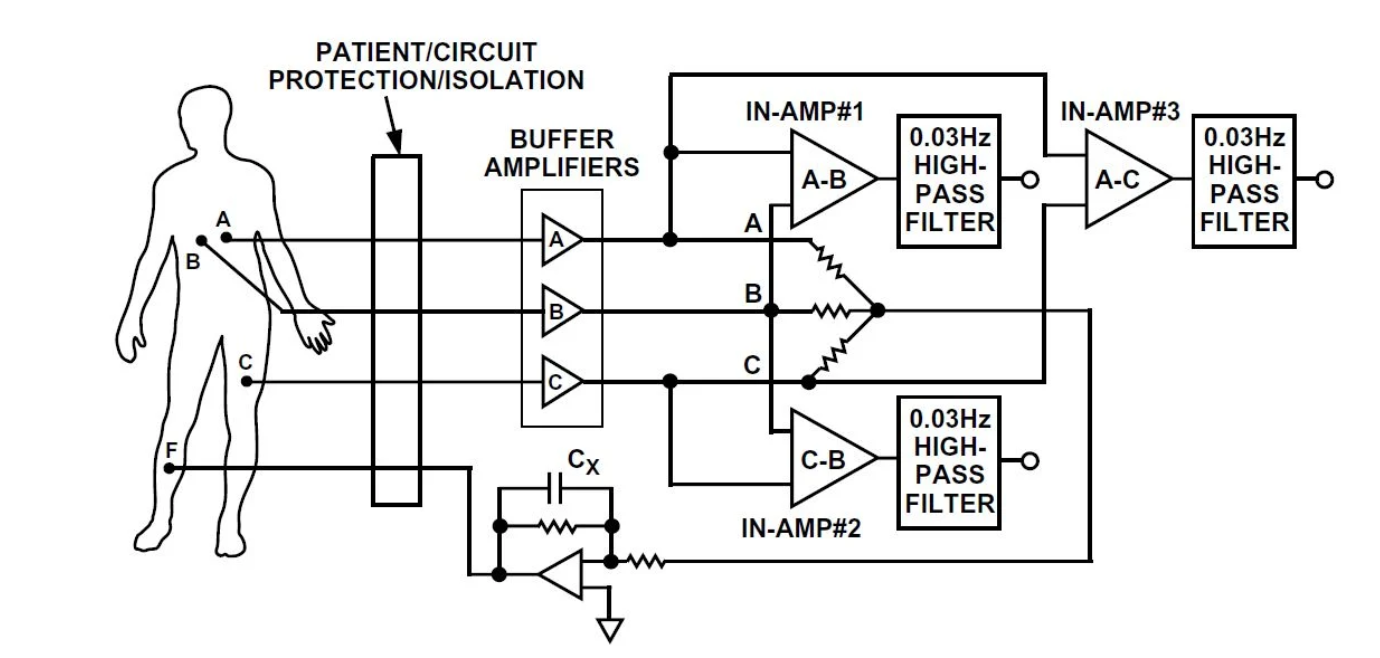 PATIENT/CIRCUIT
PROTECTION/ISOLATION
BUFFER
AMPLIFIERS
IN-AMP#1
IN-AMP#3
A-B
0.03Hz
HIGH-
PASS
FILTER
A-C
0.03Hz
HIGH-
PASS
FILTER
A
B
A
A
B
B
C
C
C
F
CX
C-B
0.03Hz
HIGH-
PASS
FILTER
IN-AMP#2